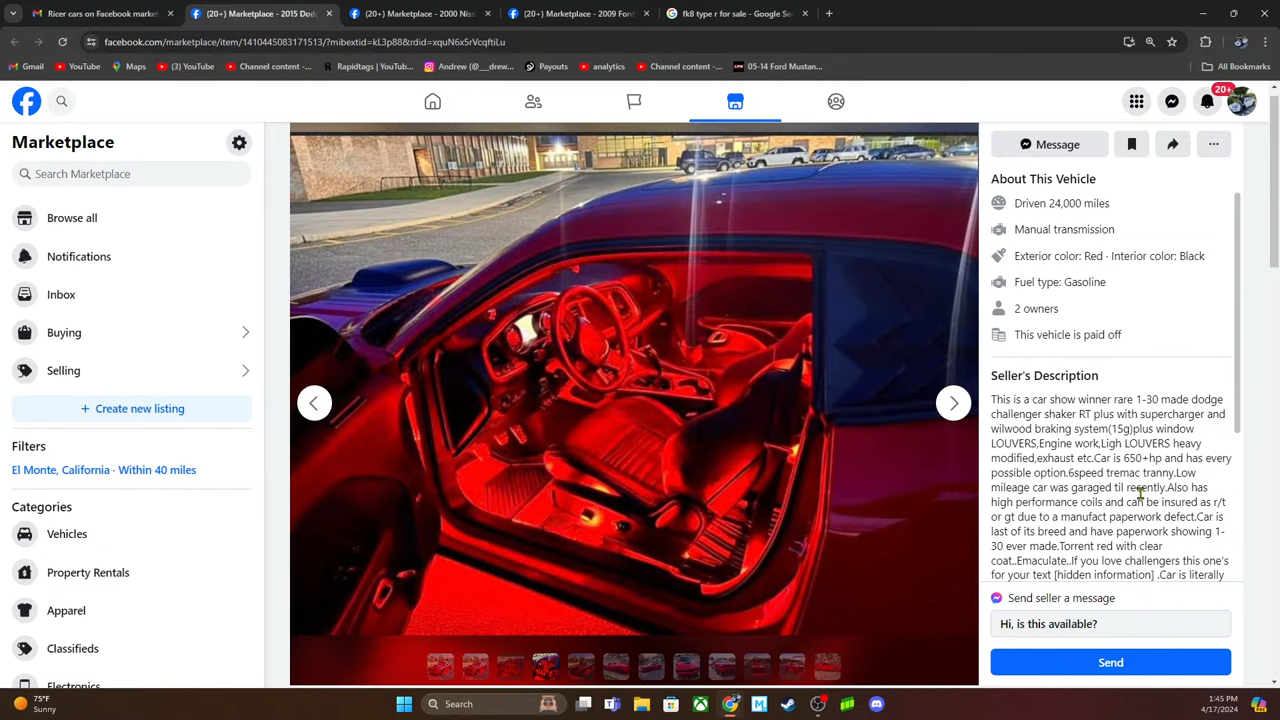 Ricer cars on Facebook market
(20+) Marketplace - 2015 Dod
(20+) Marketplace - 2000 Niss
(20+) Marketplace - 2009 Ford
fk8 type r for sale - Google Se
facebook.com/marketplace/item/1410445083171513/?mibextid=kL3p88&rdid=xquN6x5rVcqftiLu
Gmail
YouTube
Maps
(3) YouTube
Channel content -...
Rapidtags | YouTub...
Andrew (@___drew...
Payouts
analytics
Channel content -...
05-14 Ford Mustan...
All Bookmarks
20+
Marketplace
Search Marketplace
Browse all
Notifications
Inbox
Buying
Selling
+ Create new listing
Filters
El Monte, California · Within 40 miles
Categories
Vehicles
Property Rentals
Apparel
Classifieds
Electronics
Message
About This Vehicle
Driven 24,000 miles
Manual transmission
Exterior color: Red · Interior color: Black
Fuel type: Gasoline
2 owners
This vehicle is paid off
Seller's Description
This is a car show winner rare 1-30 made dodge
challenger shaker RT plus with supercharger and
wilwood braking system(15g)plus window
LOUVERS,Engine work,Ligh LOUVERS heavy
modified,exhaust etc.Car is 650+hp and has every
possible option.6speed tremac tranny.Low
mileage car was garaged til recently.Also has
high performance coils and can be insured as r/t
or gt due to a manufact paperwork defect.Car is
last of its breed and have paperwork showing 1-
30 ever made.Torrent red with clear
coat..Emaculate..If you love challengers this one's
for your text [hidden information] .Car is literally
Send seller a message
Hi, is this available?
Send
75°F
Sunny
Search
1:45 PM
4/17/2024